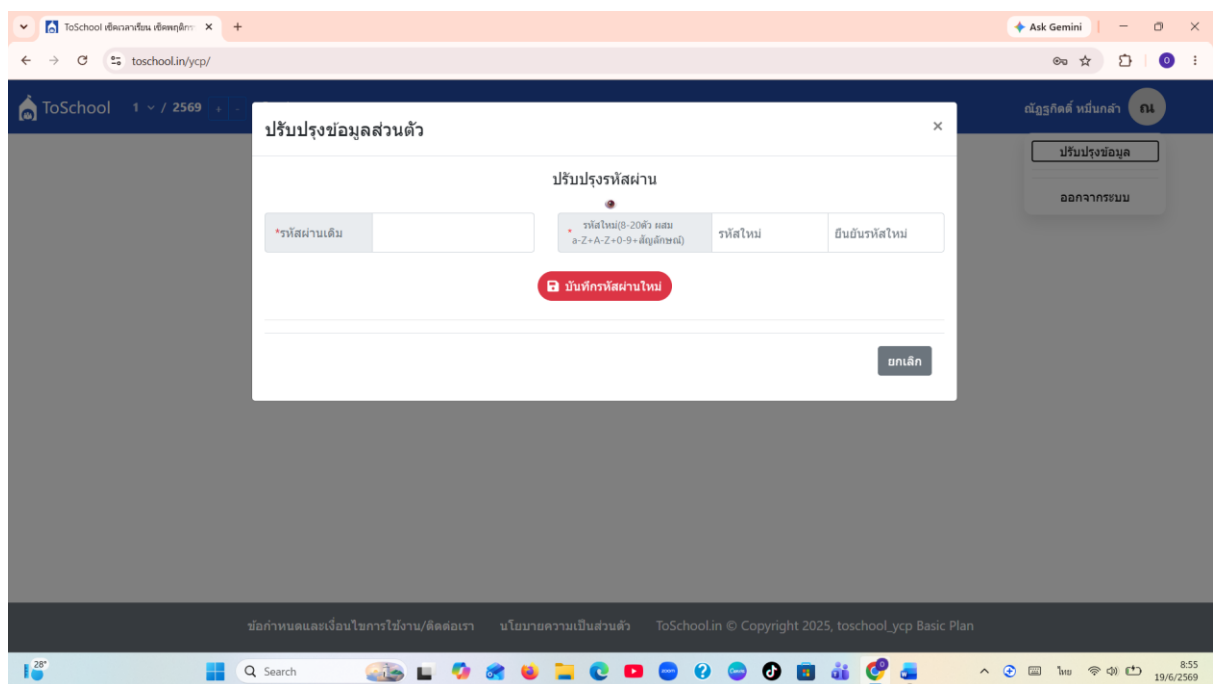 ToSchool เช็คเวลาเรียน เช็คพฤติกร
Ask Gemini
toschool.in/ycp/
ToSchool 1 / 2569 + -
ณัฏฐกิตติ์ หมื่นกล้า ณ
ปรับปรุงข้อมูลส่วนตัว
ปรับปรุงข้อมูล
ออกจากระบบ
ปรับปรุงรหัสผ่าน
*รหัสผ่านเดิม
* รหัสใหม่(8-20ตัว ผสม
a-Z+A-Z+0-9+สัญลักษณ์)
รหัสใหม่
ยืนยันรหัสใหม่
บันทึกรหัสผ่านใหม่
ยกเลิก
ข้อกำหนดและเงื่อนไขการใช้งาน/ติดต่อเรา นโยบายความเป็นส่วนตัว ToSchool.in © Copyright 2025, toschool_ycp Basic Plan
28°
Search
ไทย
8:55
19/6/2569